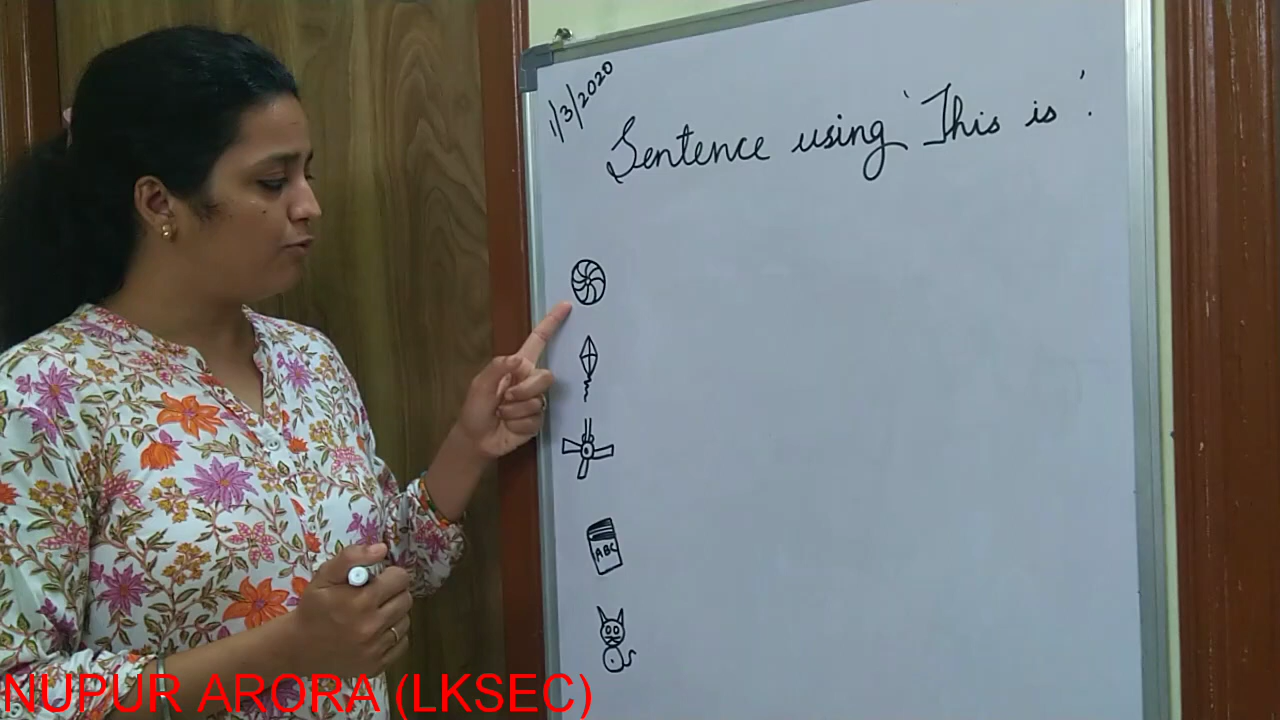 1/3/2020
Sentence using 'This is'.
ABC
NUPUR ARORA (LKSEC)